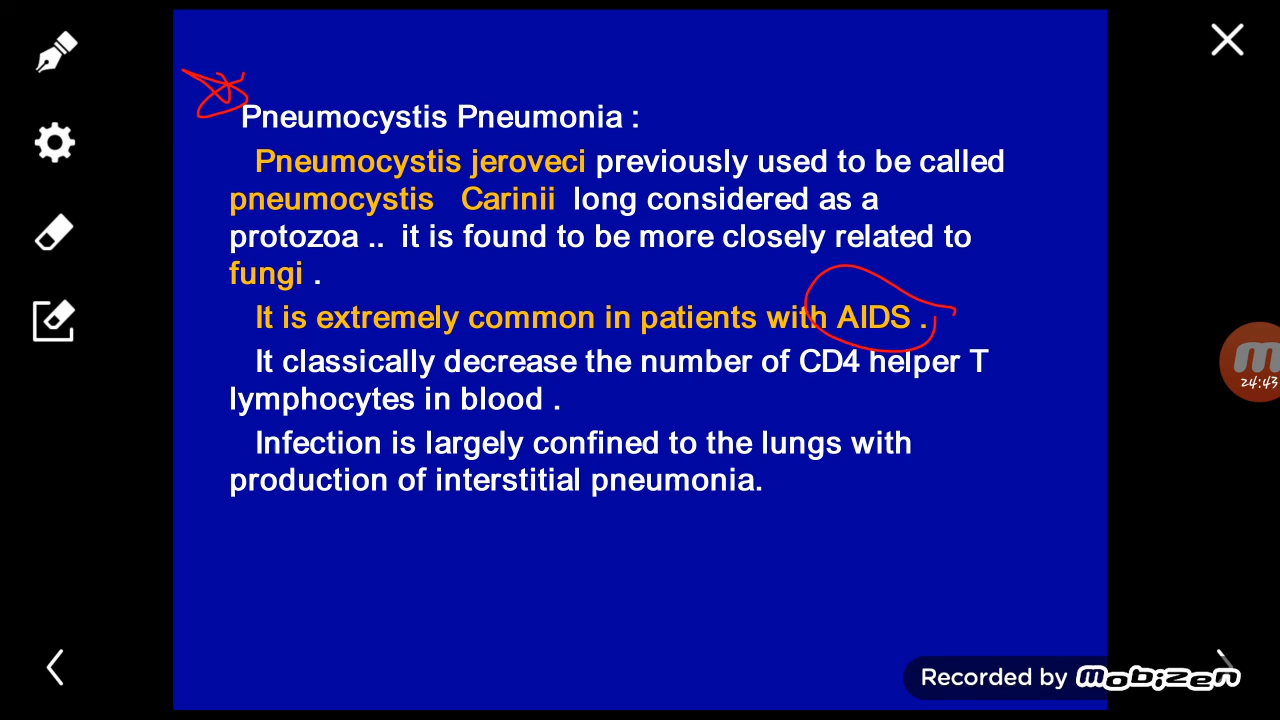 Pneumocystis Pneumonia :
Pneumocystis jeroveci previously used to be called
pneumocystis Carinii long considered as a
protozoa .. it is found to be more closely related to
fungi .
It is extremely common in patients with AIDS .
It classically decrease the number of CD4 helper T
lymphocytes in blood .
Infection is largely confined to the lungs with
production of interstitial pneumonia.
24:43
Recorded by Mobizen